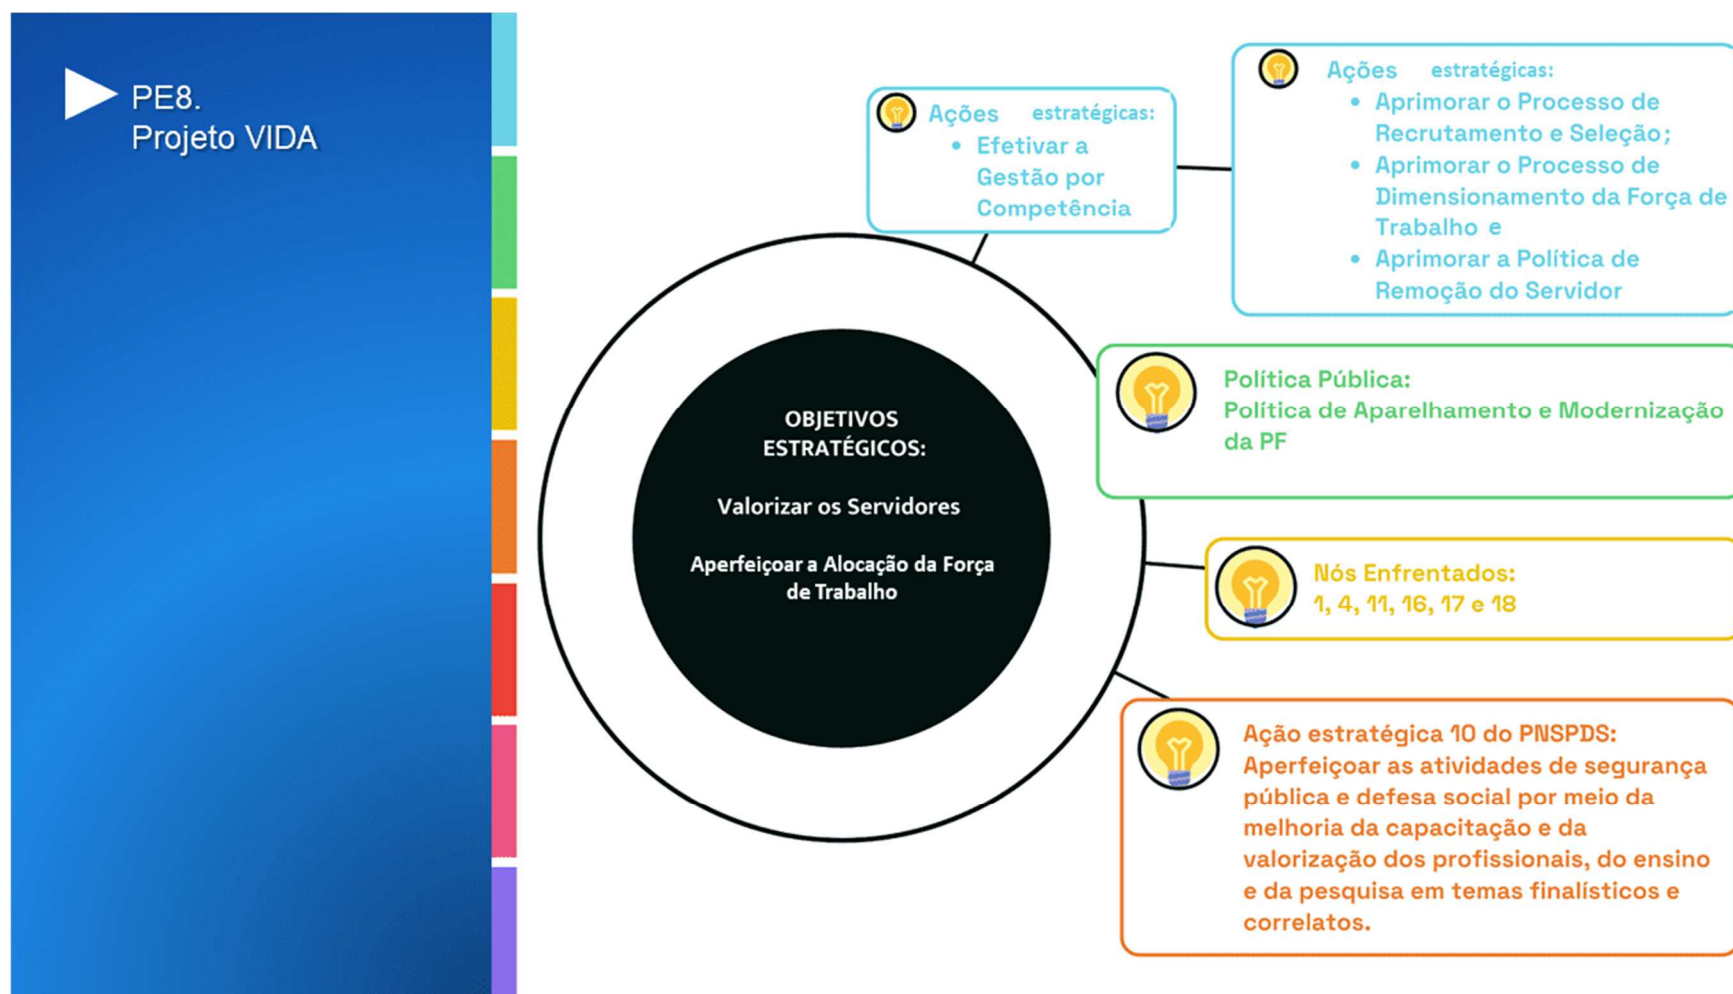 PE8.
Projeto VIDA
Ações estratégicas:
• Efetivar a
Gestão por
Competência
Ações estratégicas:
• Aprimorar o Processo de
Recrutamento e Seleção;
• Aprimorar o Processo de
Dimensionamento da Força de
Trabalho e
• Aprimorar a Política de
Remoção do Servidor
OBJETIVOS
ESTRATÉGICOS:
Valorizar os Servidores
Aperfeiçoar a Alocação da Força
de Trabalho
Política Pública:
Política de Aparelhamento e Modernização
da PF
Nós Enfrentados:
1, 4, 11, 16, 17 e 18
Ação estratégica 10 do PNSPDS:
Aperfeiçoar as atividades de segurança
pública e defesa social por meio da
melhoria da capacitação e da
valorização dos profissionais, do ensino
e da pesquisa em temas finalísticos e
correlatos.